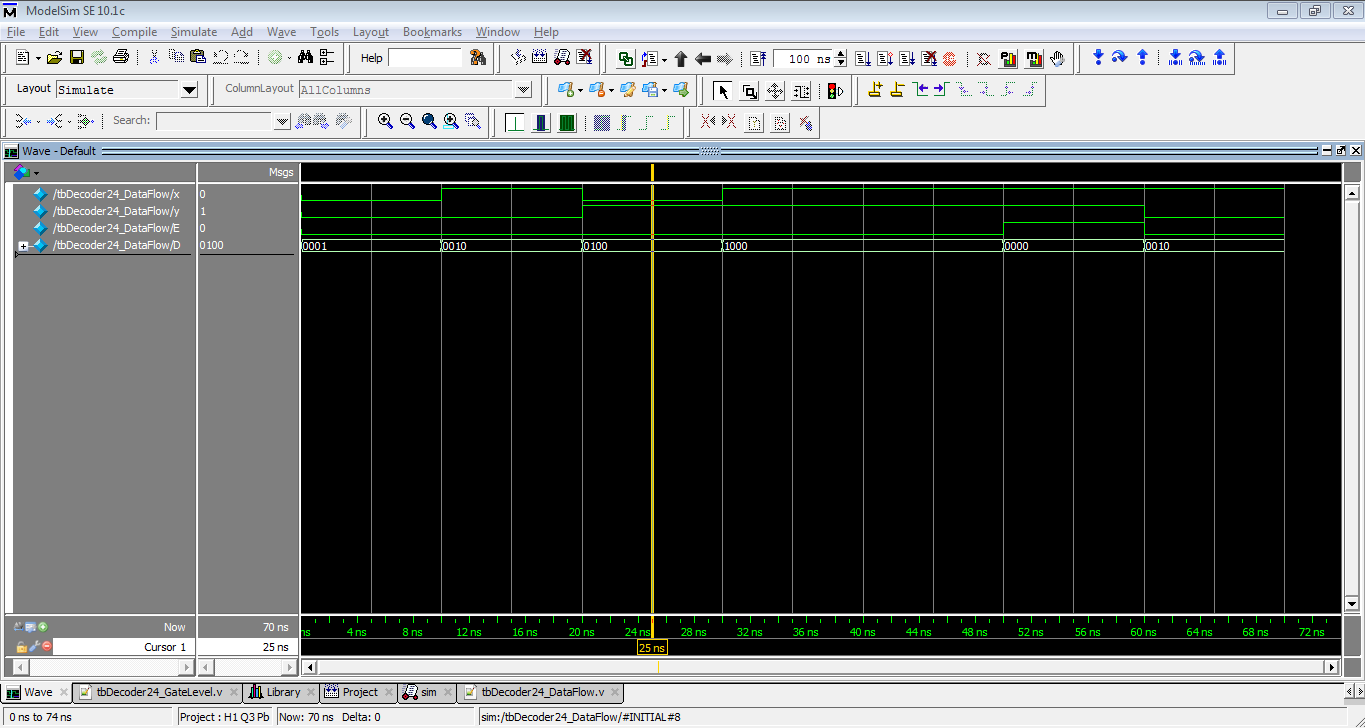 ModelSim SE 10.1c
File Edit View Compile Simulate Add Wave Tools Layout Bookmarks Window Help
Help 100 ns
Layout Simulate ColumnLayout AllColumns
Search:
Wave - Default
Msgs
/tbDecoder24_DataFlow/x 0
/tbDecoder24_DataFlow/y 1
/tbDecoder24_DataFlow/E 0
/tbDecoder24_DataFlow/D 0100 0001 0010 0100 1000 0000 0010
Now 70 ns ns 4 ns 8 ns 12 ns 16 ns 20 ns 24 ns 28 ns 32 ns 36 ns 40 ns 44 ns 48 ns 52 ns 56 ns 60 ns 64 ns 68 ns 72 ns
Cursor 1 25 ns 25 ns
Wave tbDecoder24_GateLevel.v Library Project sim tbDecoder24_DataFlow.v
0 ns to 74 ns Project : H1 Q3 Pb Now: 70 ns Delta: 0 sim:/tbDecoder24_DataFlow/#INITIAL#8